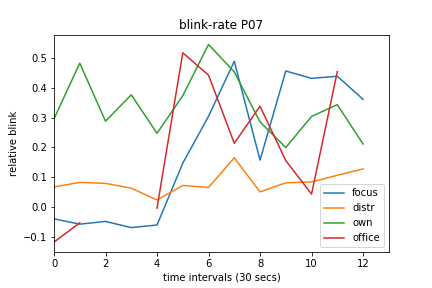 blink-rate P07
relative blink
0.5
0.4
0.3
0.2
0.1
0.0
−0.1
0 2 4 6 8 10 12
time intervals (30 secs)
focus
distr
own
office